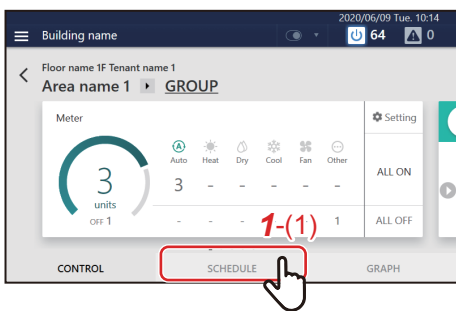 2020/06/09 Tue. 10:14
Building name 64 0
Floor name 1F Tenant name 1
Area name 1 GROUP
Meter Setting
A
Auto Heat Dry Cool Fan Other
3 - - - - -
3
units
OFF 1
ALL ON
- - - 1 ALL OFF
1-(1)
CONTROL SCHEDULE GRAPH